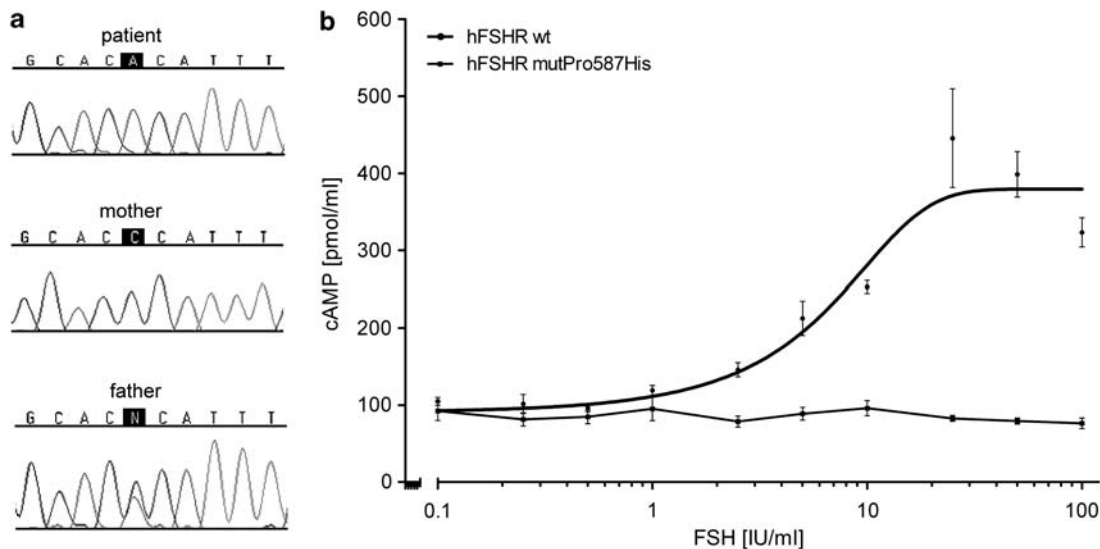 a
patient
G C A C A C A T T T
mother
G C A C C C A T T T
father
G C A C N C A T T T
b
600
500
400
300
200
100
0
cAMP [pmol/ml]
hFSHR wt
hFSHR mutPro587His
0.1 1 10 100
FSH [IU/ml]